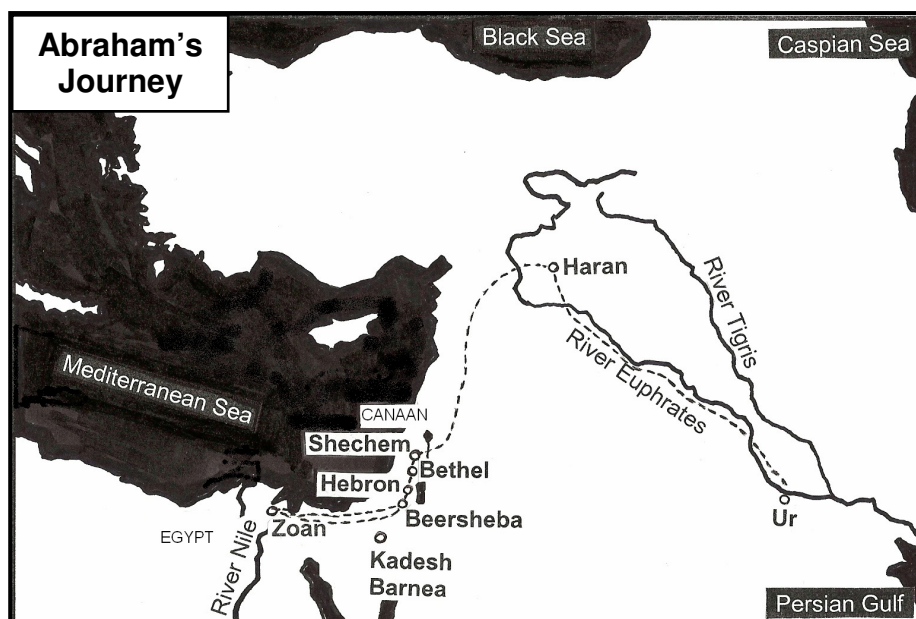 Abraham's
Journey
Black Sea
Caspian Sea
Haran
River Tigris
River Euphrates
Mediterranean Sea
CANAAN
Shechem
Bethel
Hebron
Beersheba
Ur
Zoan
EGYPT
River Nile
Kadesh
Barnea
Persian Gulf